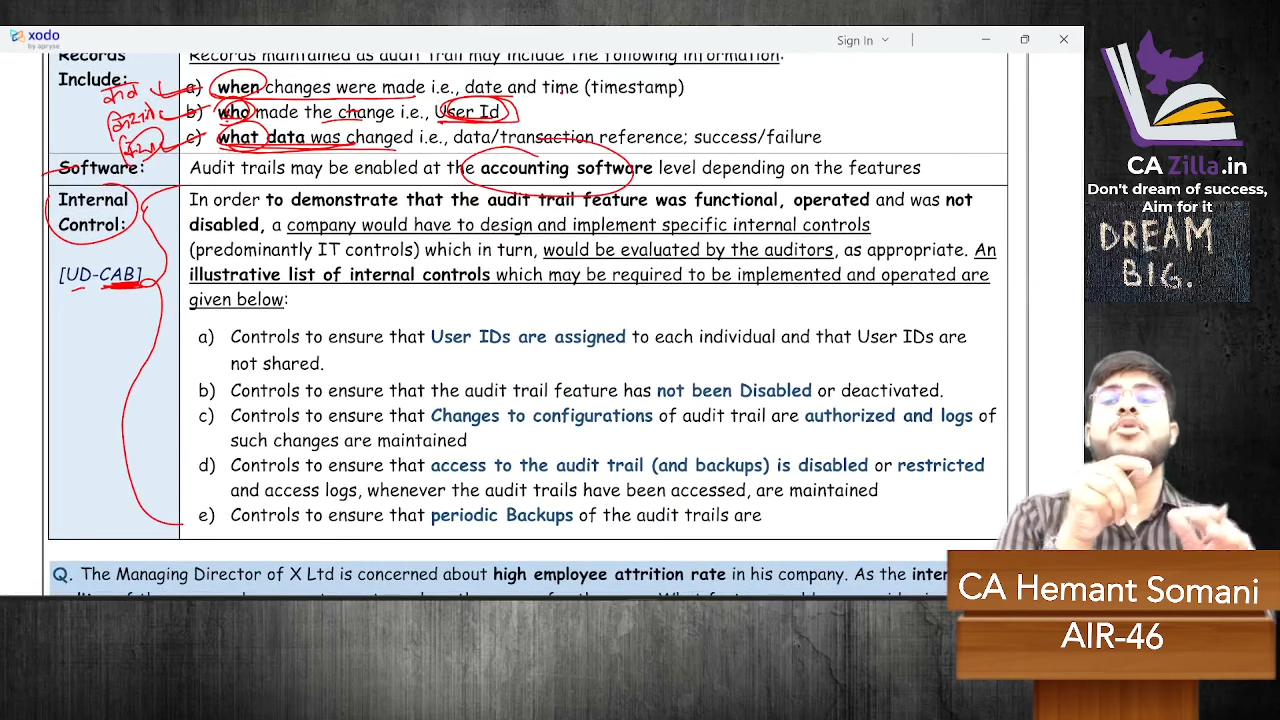 xodo
by apryse
Sign In
Records Include:
Records maintained as audit Trail may include the following information:
a) when changes were made i.e., date and time (timestamp)
b) who made the change i.e., User Id
c) what data was changed i.e., data/transaction reference; success/failure
Software:
Audit trails may be enabled at the accounting software level depending on the features
Internal Control:
[UD-CAB]
In order to demonstrate that the audit trail feature was functional, operated and was not
disabled, a company would have to design and implement specific internal controls
(predominantly IT controls) which in turn, would be evaluated by the auditors, as appropriate. An
illustrative list of internal controls which may be required to be implemented and operated are
given below:
a) Controls to ensure that User IDs are assigned to each individual and that User IDs are
not shared.
b) Controls to ensure that the audit trail feature has not been Disabled or deactivated.
c) Controls to ensure that Changes to configurations of audit trail are authorized and logs of
such changes are maintained
d) Controls to ensure that access to the audit trail (and backups) is disabled or restricted
and access logs, whenever the audit trails have been accessed, are maintained
e) Controls to ensure that periodic Backups of the audit trails are
Q. The Managing Director of X Ltd is concerned about high employee attrition rate in his company. As the
CA Zilla.in
Don't dream of success,
Aim for it
DREAM
BIG.
CA Hemant Somani
AIR-46